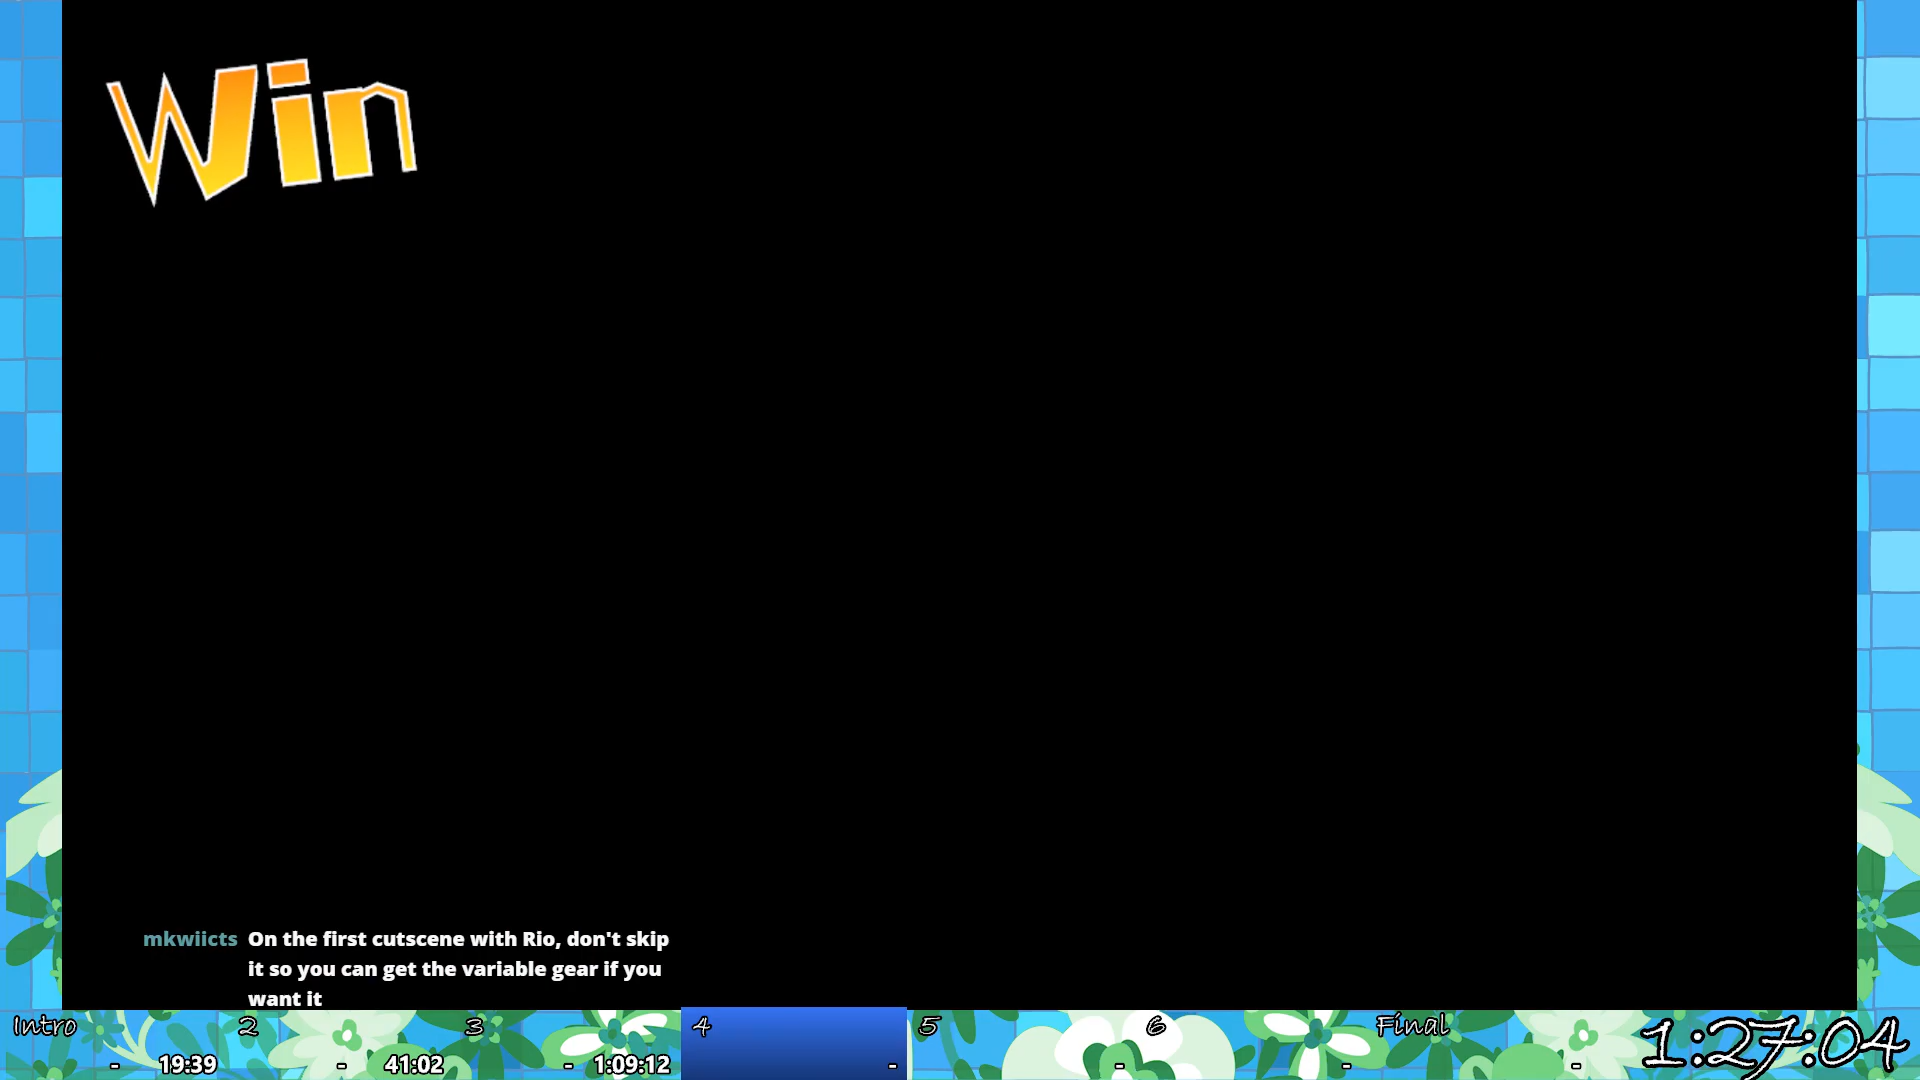 Win
mkwiicts On the first cutscene with Rio, don't skip
it so you can get the variable gear if you
want it
Intro 2 3 4 5 6 Final
- 19:39 - 41:02 - 1:09:12 - - - -
1:27:04